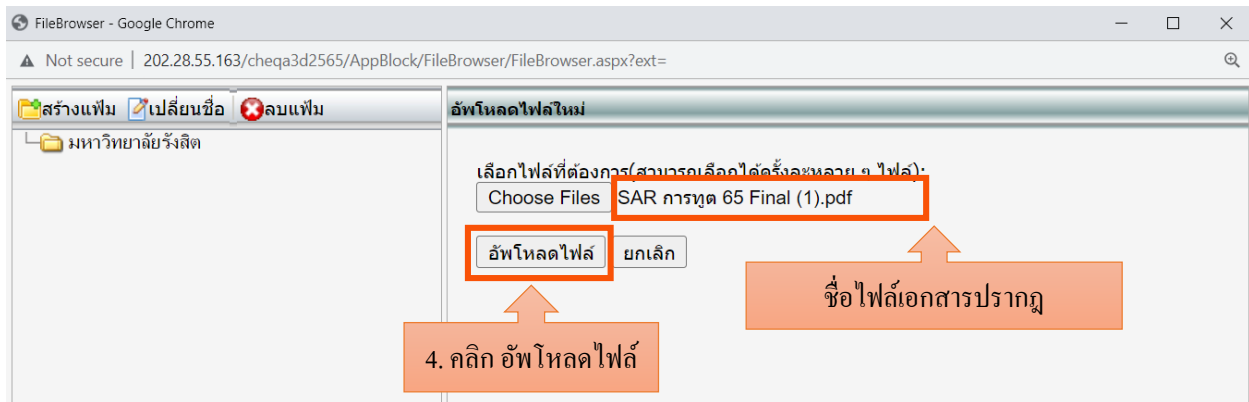 FileBrowser - Google Chrome
Not secure | 202.28.55.163/cheqa3d2565/AppBlock/FileBrowser/FileBrowser.aspx?ext=
สร้างแฟ้ม เปลี่ยนชื่อ ลบแฟ้ม
มหาวิทยาลัยรังสิต
อัพโหลดไฟล์ใหม่
เลือกไฟล์ที่ต้องการ(สามารถเลือกได้ครั้งละหลาย ๆ ไฟล์):
Choose Files SAR การทูต 65 Final (1).pdf
อัพโหลดไฟล์ ยกเลิก
ชื่อไฟล์เอกสารปรากฎ
4. คลิก อัพโหลดไฟล์